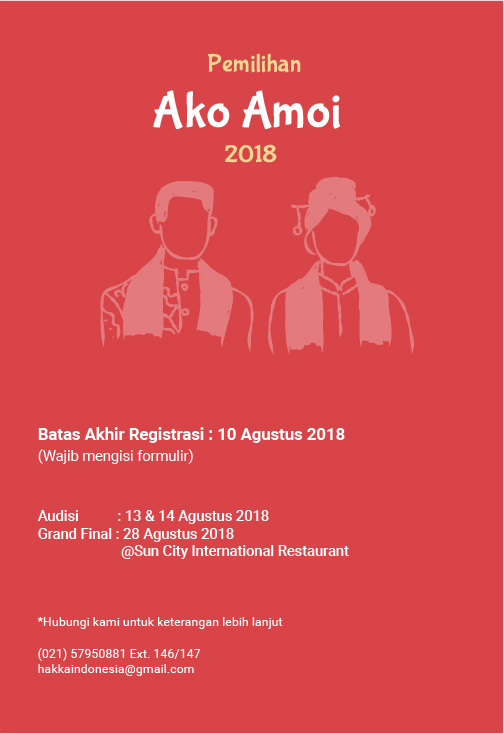 Pemilihan
Ako Amoi
2018
Batas Akhir Registrasi : 10 Agustus 2018
(Wajib mengisi formulir)
Audisi : 13 & 14 Agustus 2018
Grand Final : 28 Agustus 2018
@Sun City International Restaurant
*Hubungi kami untuk keterangan lebih lanjut
(021) 57950881 Ext. 146/147
hakkaindonesia@gmail.com